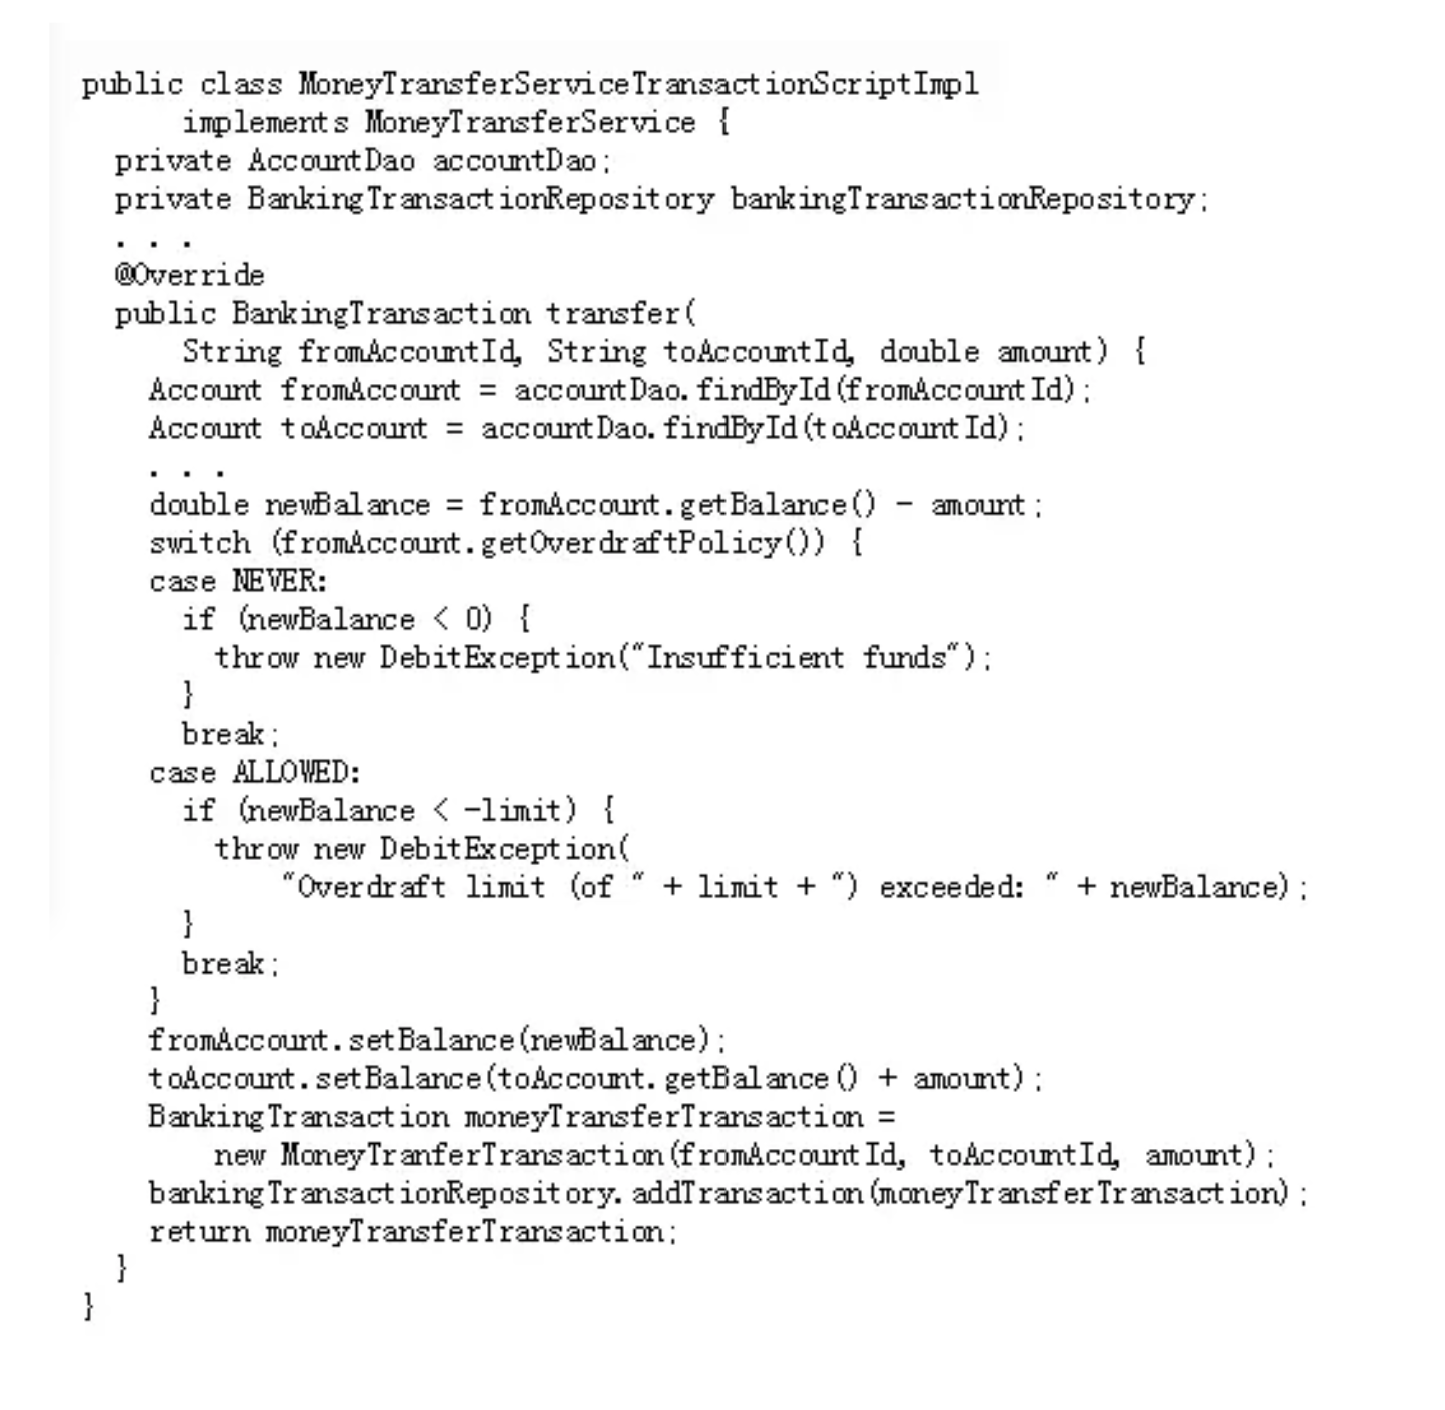 public class MoneyTransferServiceTransactionScriptImpl
      implements MoneyTransferService {
  private AccountDao accountDao;
  private BankingTransactionRepository bankingTransactionRepository;
  . . .
  @Override
  public BankingTransaction transfer(
      String fromAccountId, String toAccountId, double amount) {
    Account fromAccount = accountDao.findById(fromAccountId);
    Account toAccount = accountDao.findById(toAccountId);
    . . .
    double newBalance = fromAccount.getBalance() - amount;
    switch (fromAccount.getOverdraftPolicy()) {
    case NEVER:
      if (newBalance < 0) {
        throw new DebitException("Insufficient funds");
      }
      break;
    case ALLOWED:
      if (newBalance < -limit) {
        throw new DebitException(
            "Overdraft limit (of " + limit + ") exceeded: " + newBalance);
      }
      break;
    }
    fromAccount.setBalance(newBalance);
    toAccount.setBalance(toAccount.getBalance() + amount);
    BankingTransaction moneyTransferTransaction =
        new MoneyTranferTransaction(fromAccountId, toAccountId, amount);
    bankingTransactionRepository.addTransaction(moneyTransferTransaction);
    return moneyTransferTransaction;
  }
}